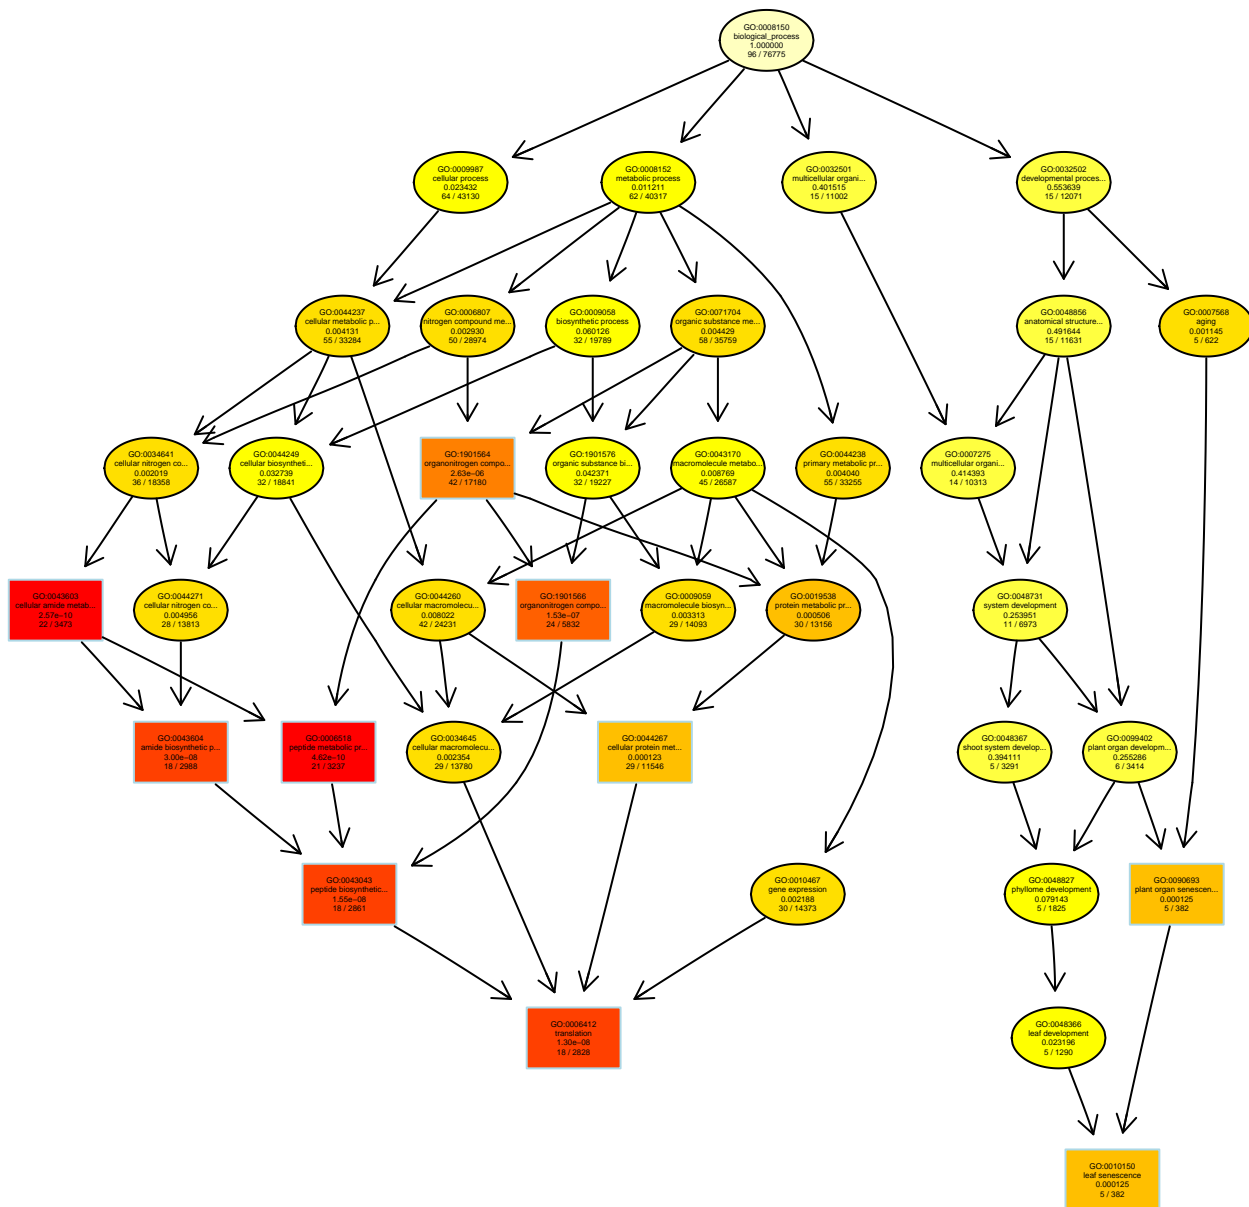 GO:0008150
biological_process
1.000000
96 / 76775
GO:0009987
cellular process
0.023432
64 / 43130
GO:0008152
metabolic process
0.011211
62 / 40317
GO:0032501
multicellular organi...
0.401515
15 / 11002
GO:0032502
developmental proces...
0.553639
15 / 12071
GO:0044237
cellular metabolic p...
0.004131
55 / 33284
GO:0006807
nitrogen compound me...
0.002930
50 / 28974
GO:0009058
biosynthetic process
0.060126
32 / 19789
GO:0071704
organic substance me...
0.004429
58 / 35759
GO:0048856
anatomical structure...
0.491644
15 / 11631
GO:0007568
aging
0.001145
5 / 622
GO:0034641
cellular nitrogen co...
0.002019
36 / 18358
GO:0044249
cellular biosyntheti...
0.032739
32 / 18841
GO:1901564
organonitrogen compo...
2.63e−06
42 / 17180
GO:1901576
organic substance bi...
0.042371
32 / 19227
GO:0043170
macromolecule metabo...
0.008769
45 / 26587
GO:0044238
primary metabolic pr...
0.004040
55 / 33255
GO:0007275
multicellular organi...
0.414393
14 / 10313
GO:0043603
cellular amide metab...
2.57e−10
22 / 3473
GO:0044271
cellular nitrogen co...
0.004956
28 / 13813
GO:0044260
cellular macromolecu...
0.008022
42 / 24231
GO:1901566
organonitrogen compo...
1.53e−07
24 / 5832
GO:0009059
macromolecule biosyn...
0.003313
29 / 14093
GO:0019538
protein metabolic pr...
0.000506
30 / 13156
GO:0048731
system development
0.253951
11 / 6973
GO:0043604
amide biosynthetic p...
3.00e−08
18 / 2988
GO:0006518
peptide metabolic pr...
4.62e−10
21 / 3237
GO:0034645
cellular macromolecu...
0.002354
29 / 13780
GO:0044267
cellular protein met...
0.000123
29 / 11546
GO:0048367
shoot system develop...
0.394111
5 / 3291
GO:0099402
plant organ developm...
0.255286
6 / 3414
GO:0043043
peptide biosynthetic...
1.55e−08
18 / 2861
GO:0010467
gene expression
0.002188
30 / 14373
GO:0048827
phyllome development
0.079143
5 / 1825
GO:0090693
plant organ senescen...
0.000125
5 / 382
GO:0006412
translation
1.30e−08
18 / 2828
GO:0048366
leaf development
0.023196
5 / 1290
GO:0010150
leaf senescence
0.000125
5 / 382